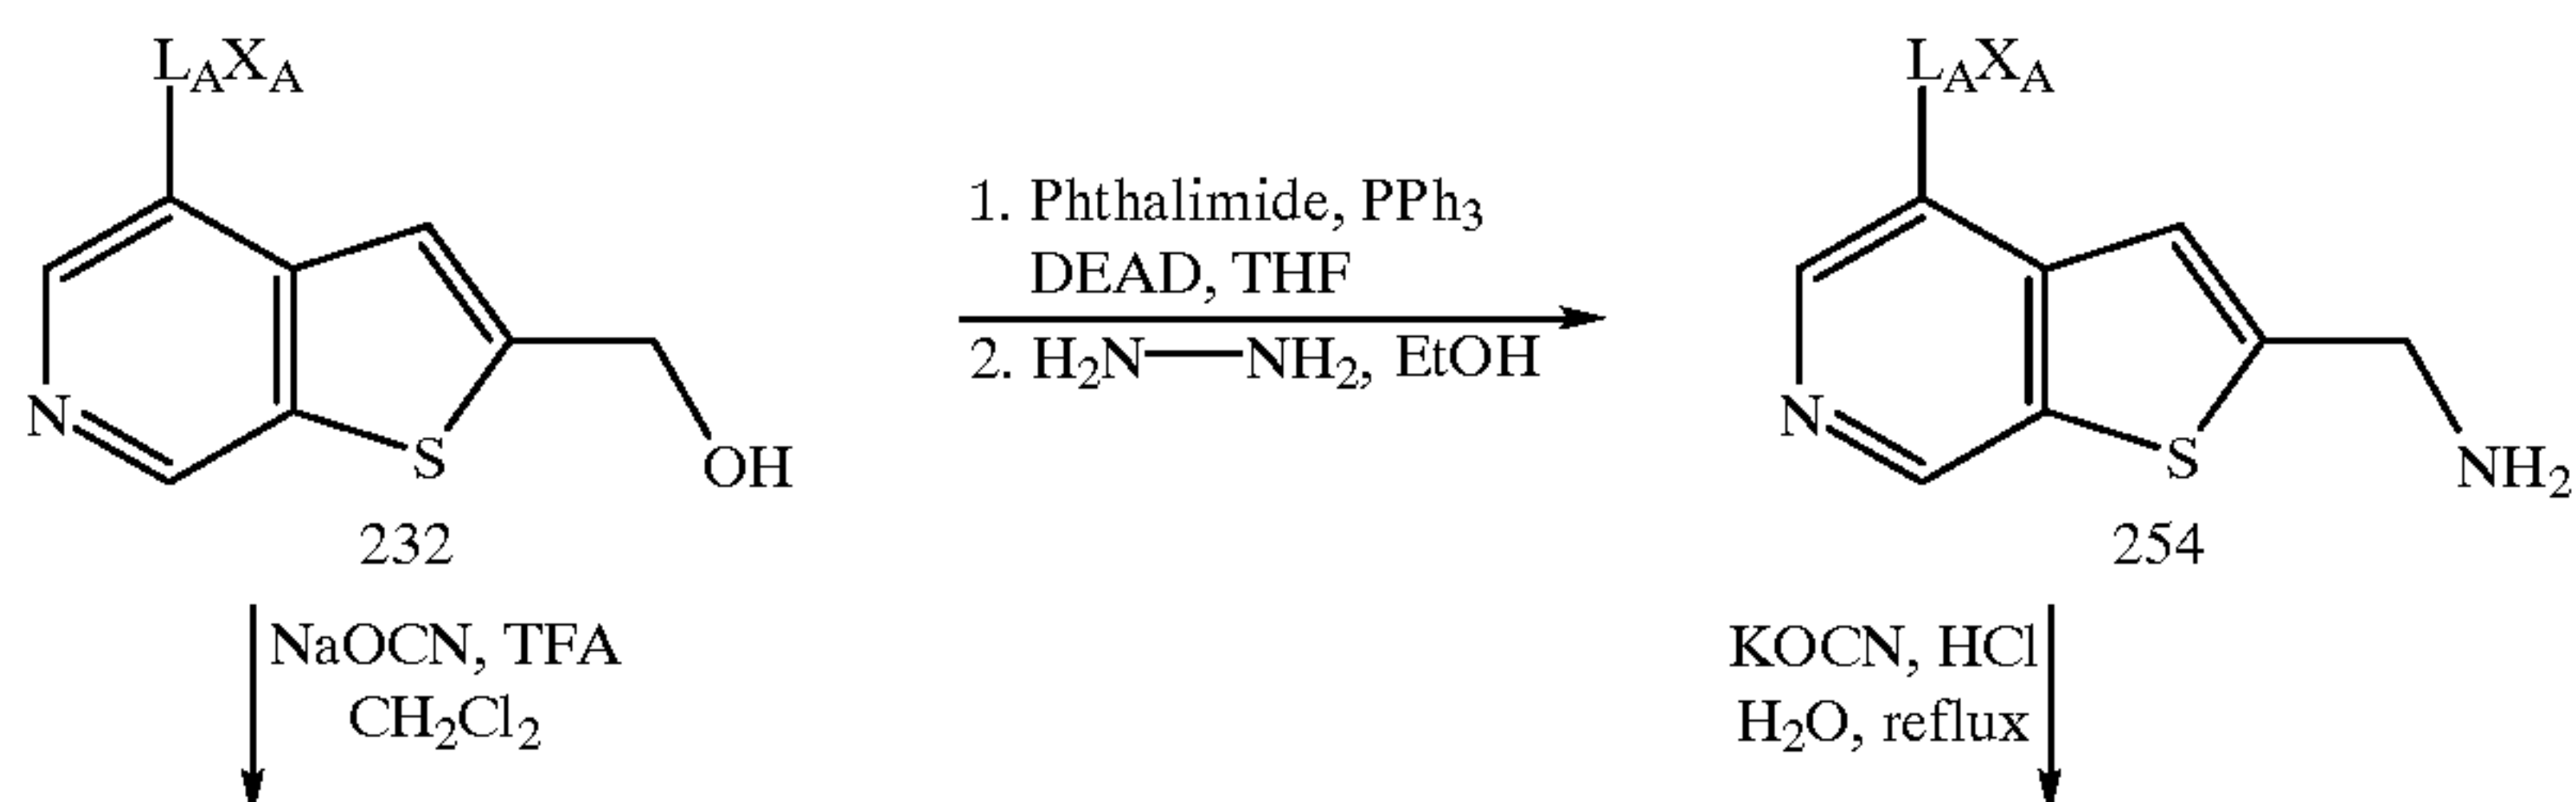 LAXA
LAXA
1. Phthalimide, PPh3
DEAD, THF
2. H2N—NH2, EtOH
N
S
OH
N
S
NH2
232
254
NaOCN, TFA
CH2Cl2
KOCN, HCl
H2O, reflux